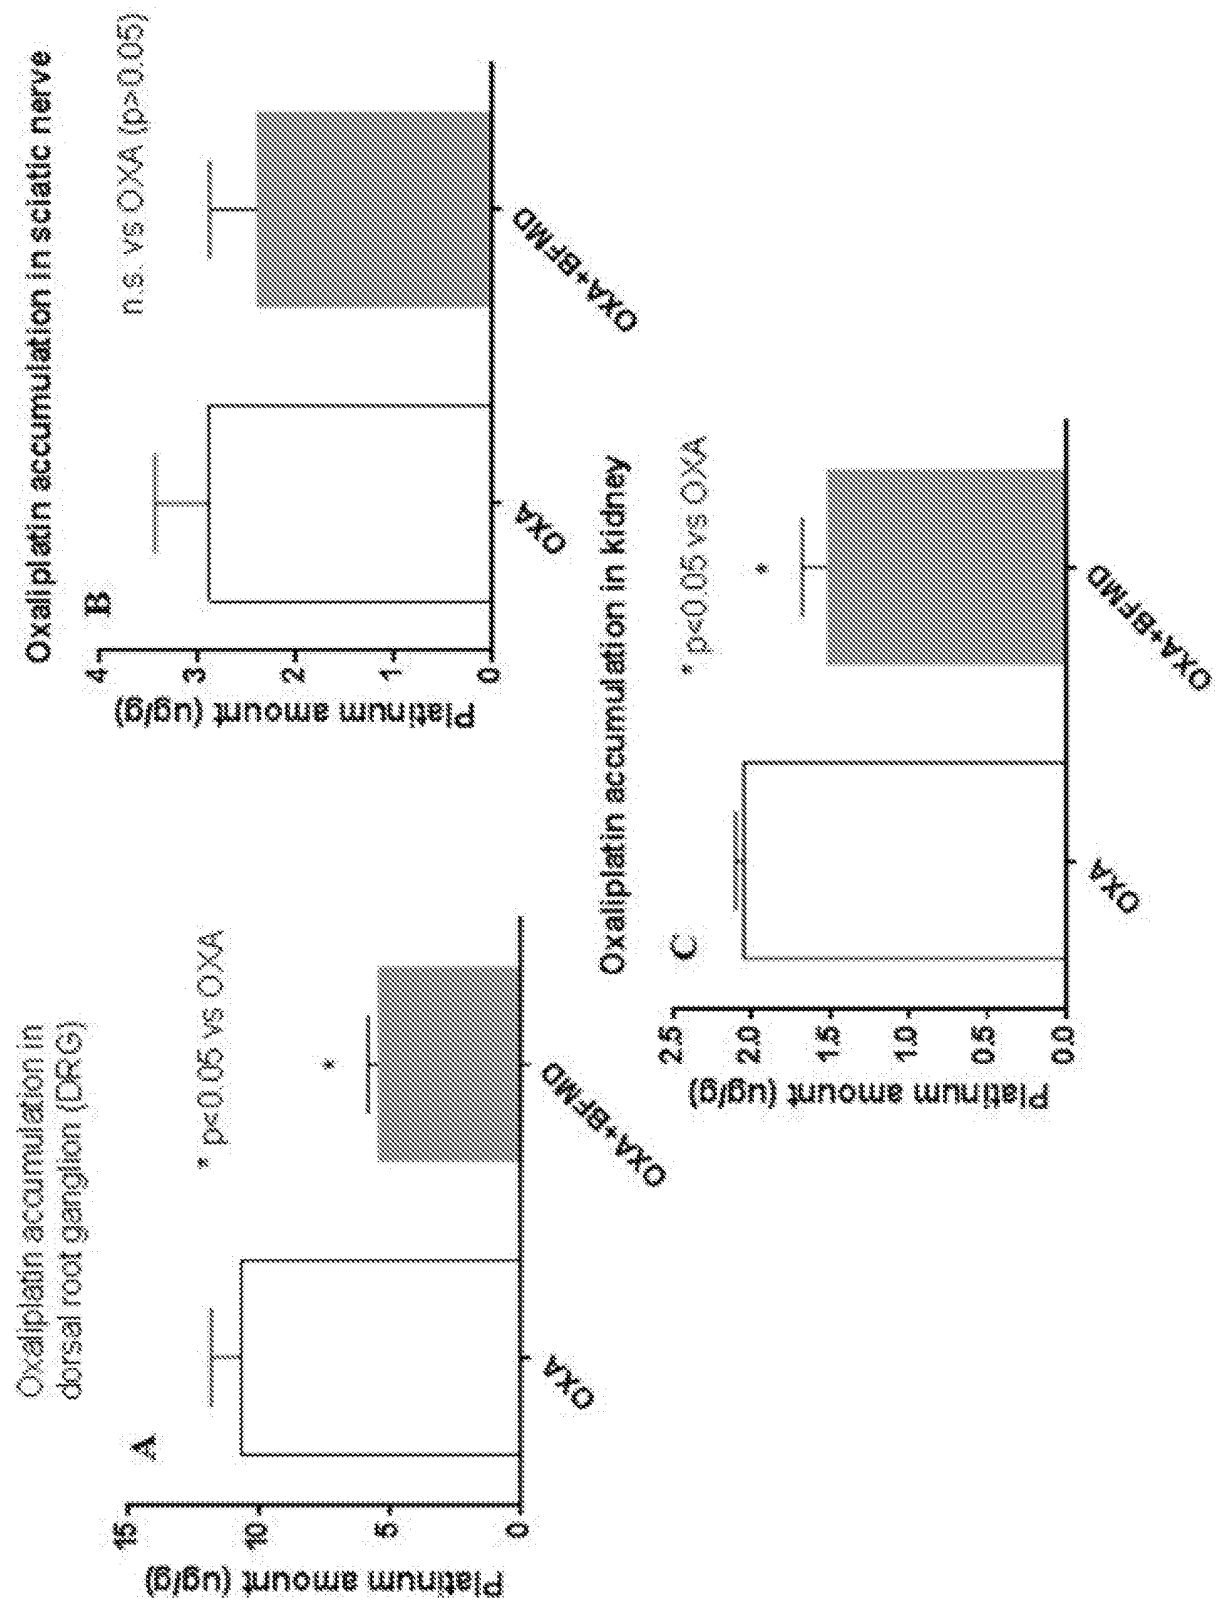 Oxaliplatin accumulation in
dorsal root ganglion (DRG)
A
* p<0.05 vs OXA
*
15
10
5
0
Platinum amount (ug/g)
OXA
OXA+BFMD
Oxaliplatin accumulation in sciatic nerve
B
n.s. vs OXA (p>0.05)
4
3
2
1
0
Platinum amount (ug/g)
OXA
OXA+BFMD
Oxaliplatin accumulation in kidney
C
* p<0.05 vs OXA
*
2.5
2.0
1.5
1.0
0.5
0.0
Platinum amount (ug/g)
OXA
OXA+BFMD